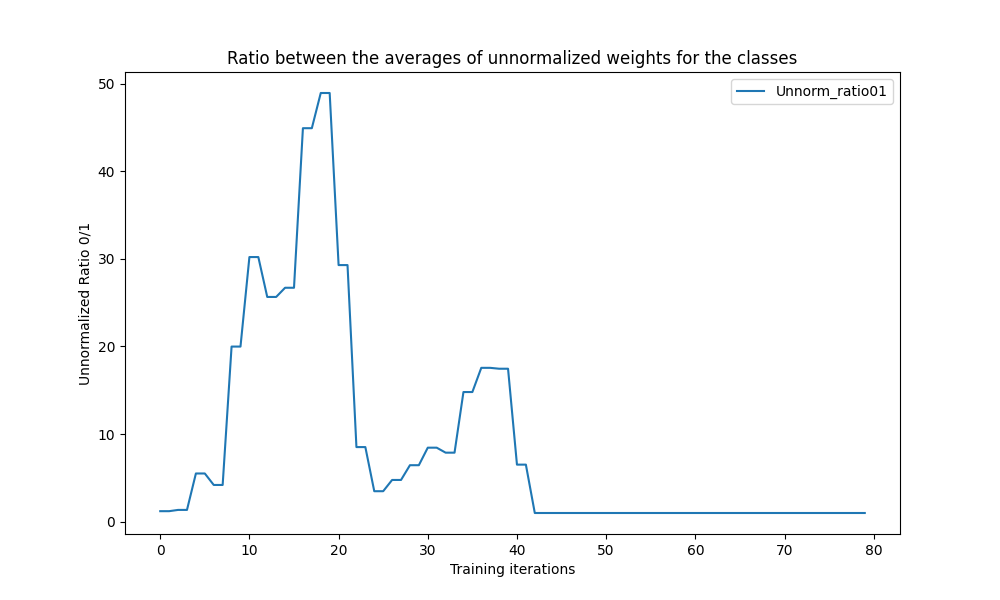 Ratio between the averages of unnormalized weights for the classes
Unnorm_ratio01
Unnormalized Ratio 0/1
50
40
30
20
10
0
0 10 20 30 40 50 60 70 80
Training iterations